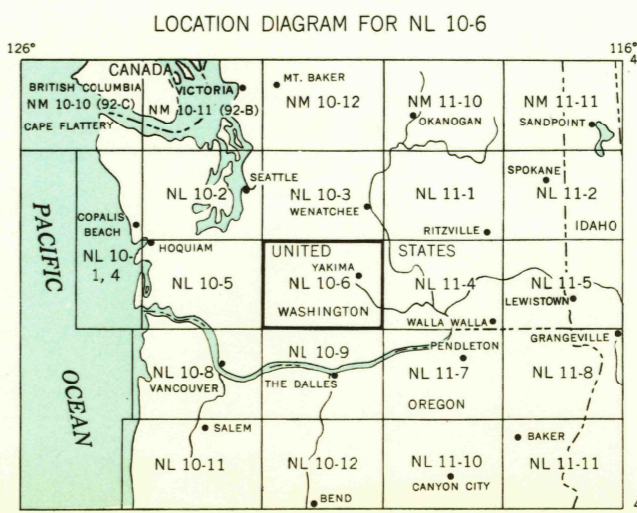 LOCATION DIAGRAM FOR NL 10-6
126°
116°
4
CANADA
BRITISH COLUMBIA
VICTORIA
MT. BAKER
NM 10-10 (92-C)
NM 10-11 (92-B)
NM 10-12
NM 11-10
NM 11-11
CAPE FLATTERY
OKANOGAN
SANDPOINT
SEATTLE
SPOKANE
NL 10-2
NL 10-3
NL 11-1
NL 11-2
WENATCHEE
COPALIS
BEACH
RITZVILLE
IDAHO
PACIFIC
OCEAN
NL 10-
1, 4
HOQUIAM
UNITED
STATES
YAKIMA
NL 10-5
NL 10-6
NL 11-4
NL 11-5
LEWISTOWN
WASHINGTON
WALLA WALLA
GRANGEVILLE
NL 10-9
PENDLETON
NL 10-8
NL 11-7
NL 11-8
VANCOUVER
THE DALLES
OREGON
SALEM
BAKER
NL 10-11
NL 10-12
NL 11-10
NL 11-11
CANYON CITY
BEND
4